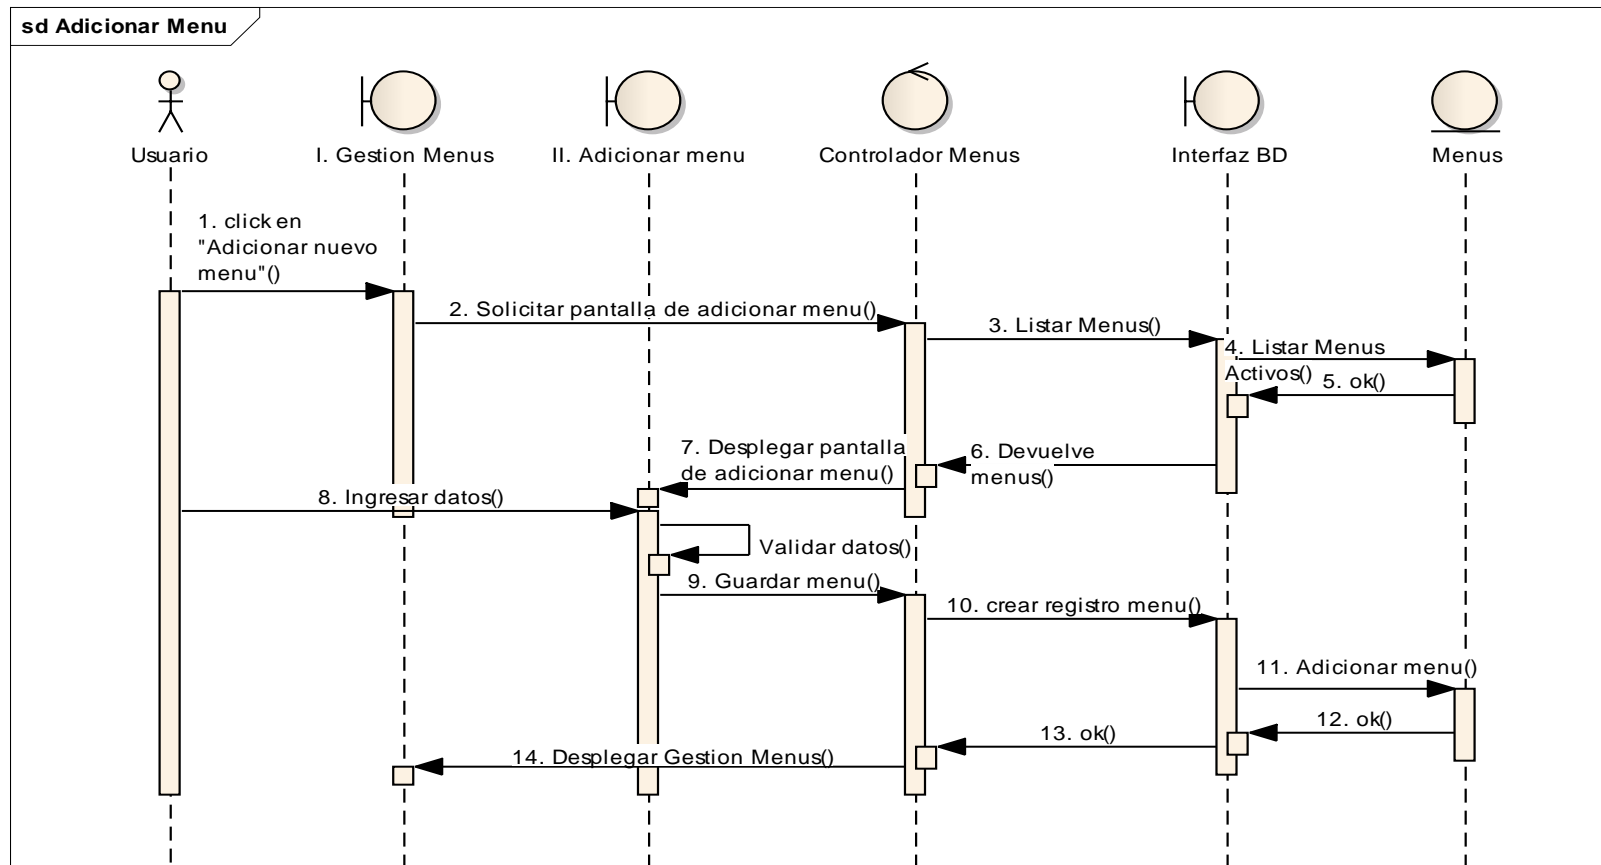 sd Adicionar Menu
Usuario
I. Gestion Menus
II. Adicionar menu
Controlador Menus
Interfaz BD
Menus
1. click en
"Adicionar nuevo
menu"()
2. Solicitar pantalla de adicionar menu()
3. Listar Menus()
4. Listar Menus
Activos()
5. ok()
6. Devuelve
menus()
7. Desplegar pantalla
de adicionar menu()
8. Ingresar datos()
Validar datos()
9. Guardar menu()
10. crear registro menu()
11. Adicionar menu()
12. ok()
13. ok()
14. Desplegar Gestion Menus()